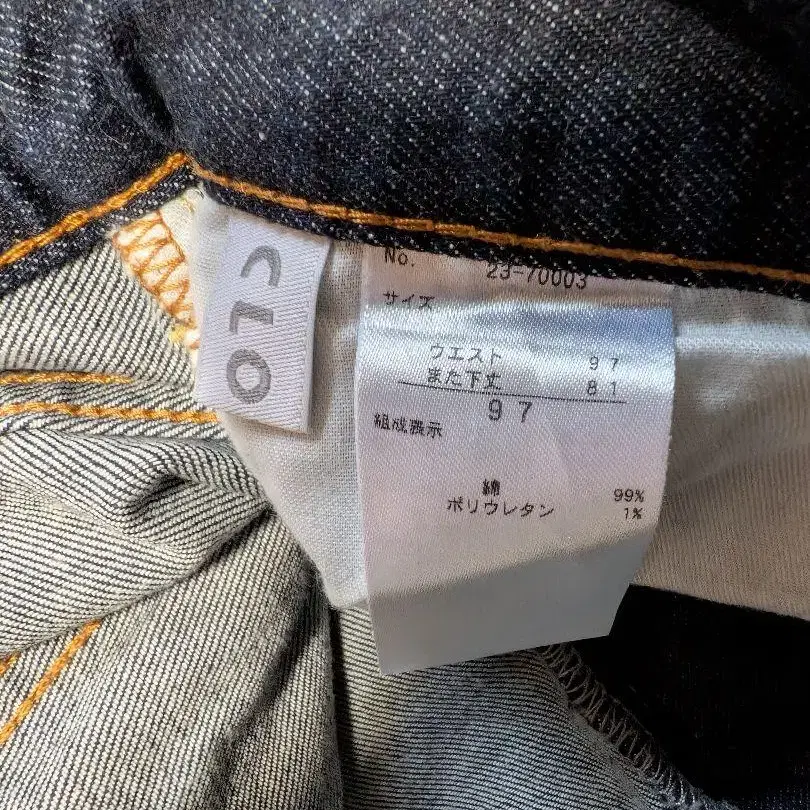 No. 23-70003
サイズ
ウエスト 97
また下丈 81
97
組成表示
綿 99%
ポリウレタン 1%